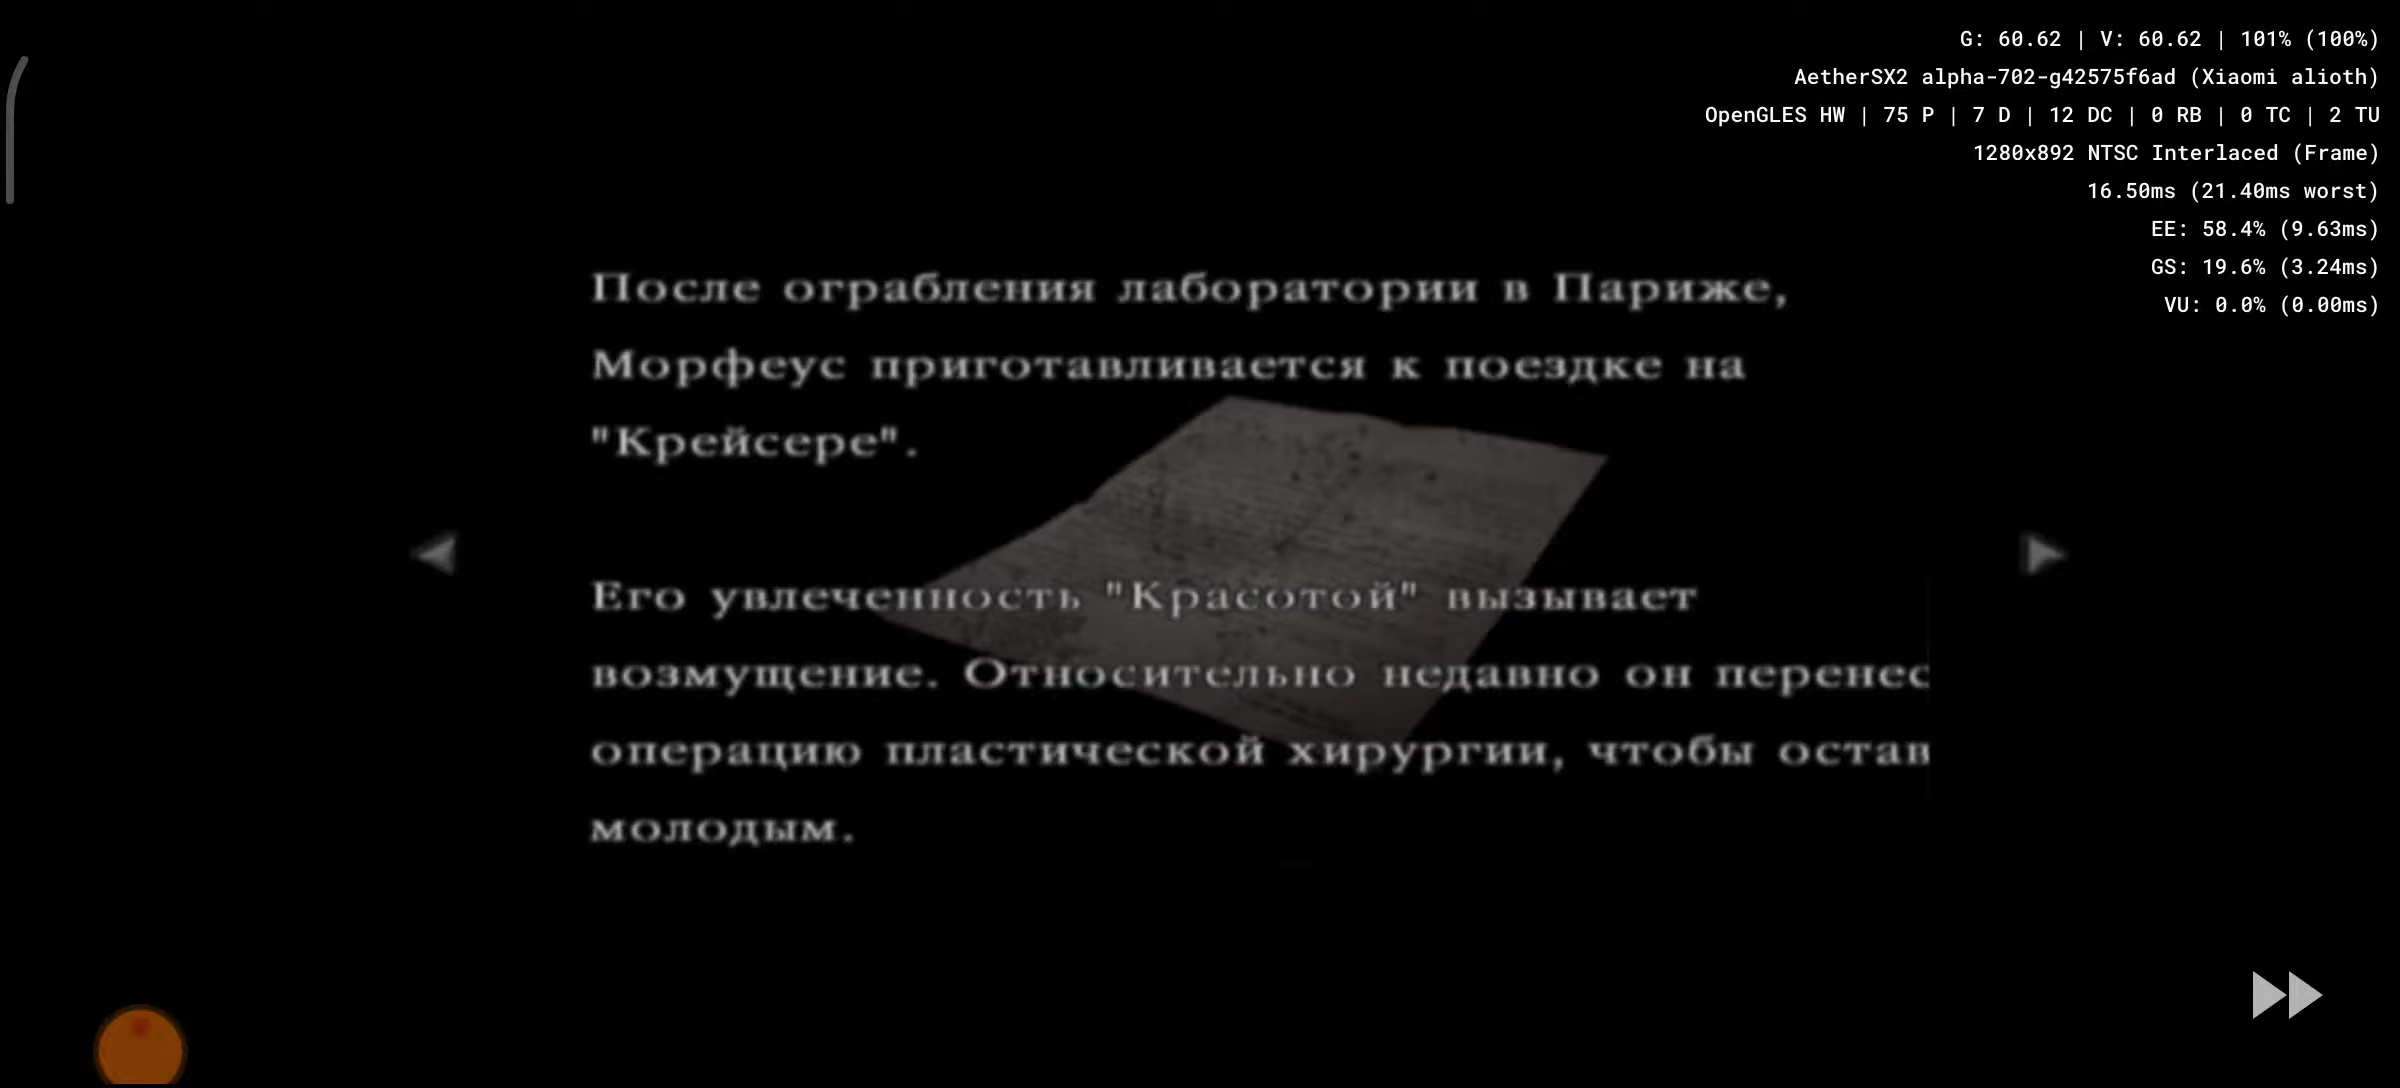 G: 60.62 | V: 60.62 | 101% (100%)
AetherSX2 alpha-702-g42575f6ad (Xiaomi alioth)
OpenGLES HW | 75 P | 7 D | 12 DC | 0 RB | 0 TC | 2 TU
1280x892 NTSC Interlaced (Frame)
16.50ms (21.40ms worst)
EE: 58.4% (9.63ms)
GS: 19.6% (3.24ms)
VU: 0.0% (0.00ms)
После ограбления лаборатории в Париже,
Морфеус приготавливается к поездке на
"Крейсере".
Его увлеченность "Красотой" вызывает
возмущение. Относительно недавно он перенес
операцию пластической хирургии, чтобы остав
молодым.